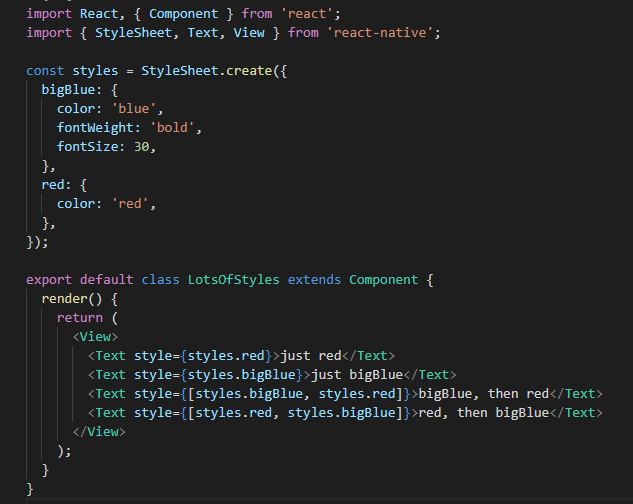 import React, { Component } from 'react';
import { StyleSheet, Text, View } from 'react-native';

const styles = StyleSheet.create({
  bigBlue: {
    color: 'blue',
    fontWeight: 'bold',
    fontSize: 30,
  },
  red: {
    color: 'red',
  },
});

export default class LotsOfStyles extends Component {
  render() {
    return (
      <View>
        <Text style={styles.red}>just red</Text>
        <Text style={styles.bigBlue}>just bigBlue</Text>
        <Text style={[styles.bigBlue, styles.red]}>bigBlue, then red</Text>
        <Text style={[styles.red, styles.bigBlue]}>red, then bigBlue</Text>
      </View>
    );
  }
}